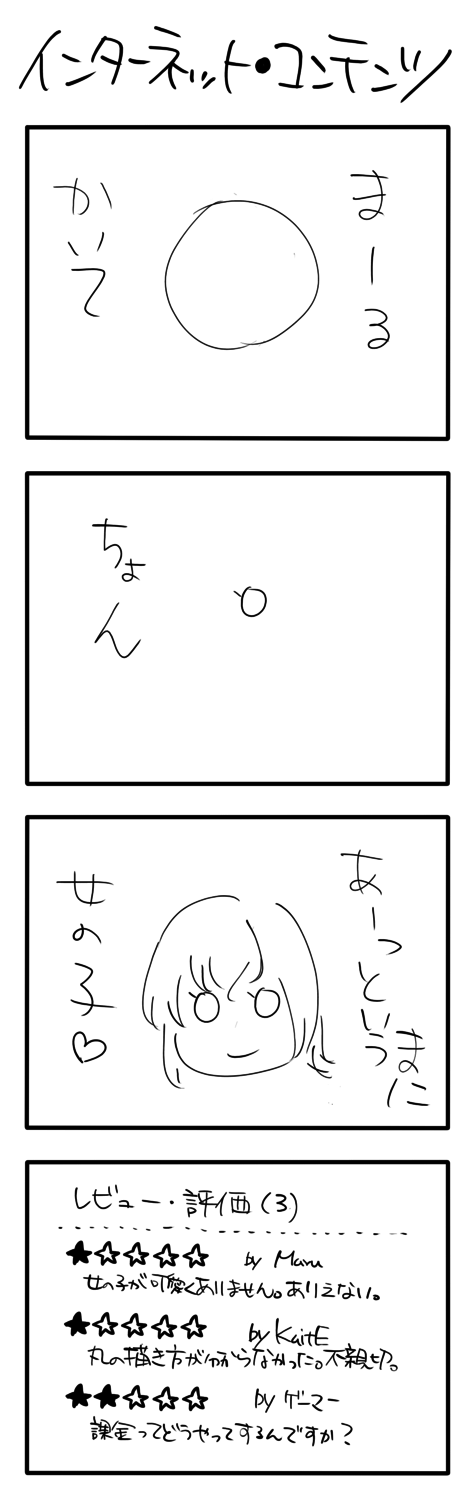 インターネット・コンテンツ
まーる
かいて
ちょん
あーっという
まに
女の子♡
レビュー・評価(3)
★☆☆☆☆ by Maru
女の子が可愛くありません。ありえない。
★☆☆☆☆ by KaitE
丸の描き方が分からなかった。不親切。
★★☆☆☆ by ゲーマー
課金ってどうやってするんですか?